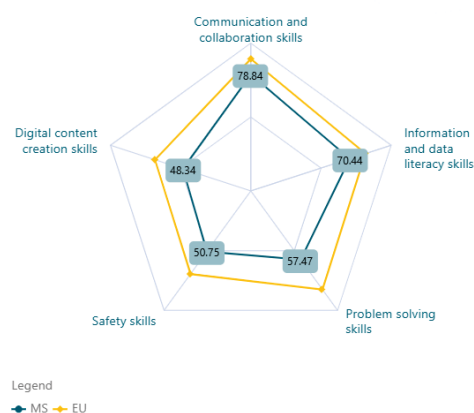 Communication and
collaboration skills
78.84
Digital content
creation skills
Information
and data
literacy skills
70.44
48.34
50.75
57.47
Safety skills
Problem solving
skills
Legend
MS EU